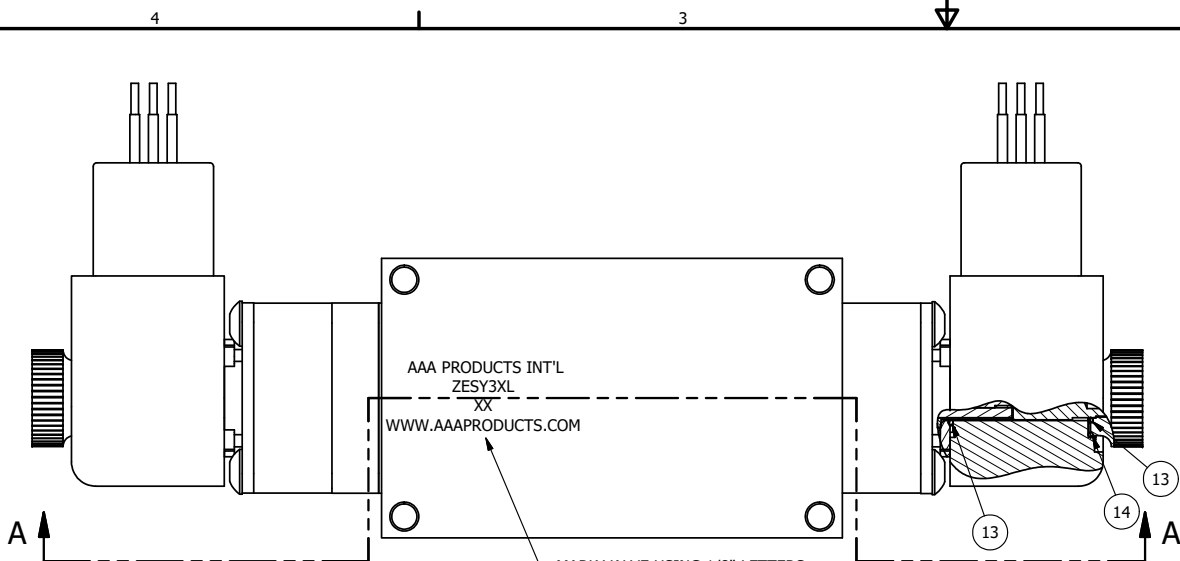 4
3
AAA PRODUCTS INT'L
ZESY3XL
XX
WWW.AAAPRODUCTS.COM
13
14
13
A
A